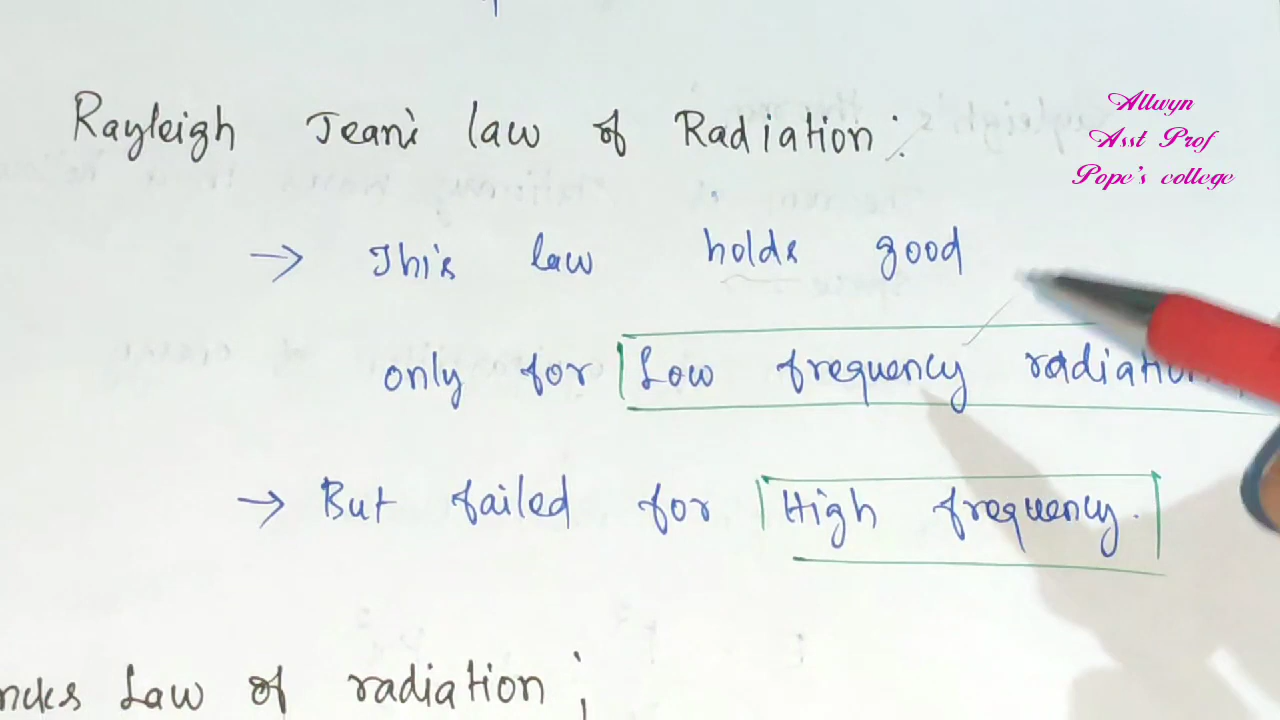 Rayleigh Jean's law of Radiation:
Allwyn
Asst Prof
Pope's college
→ This law holds good
only for Low frequency radiation
→ But failed for High frequency.
Law of radiation;